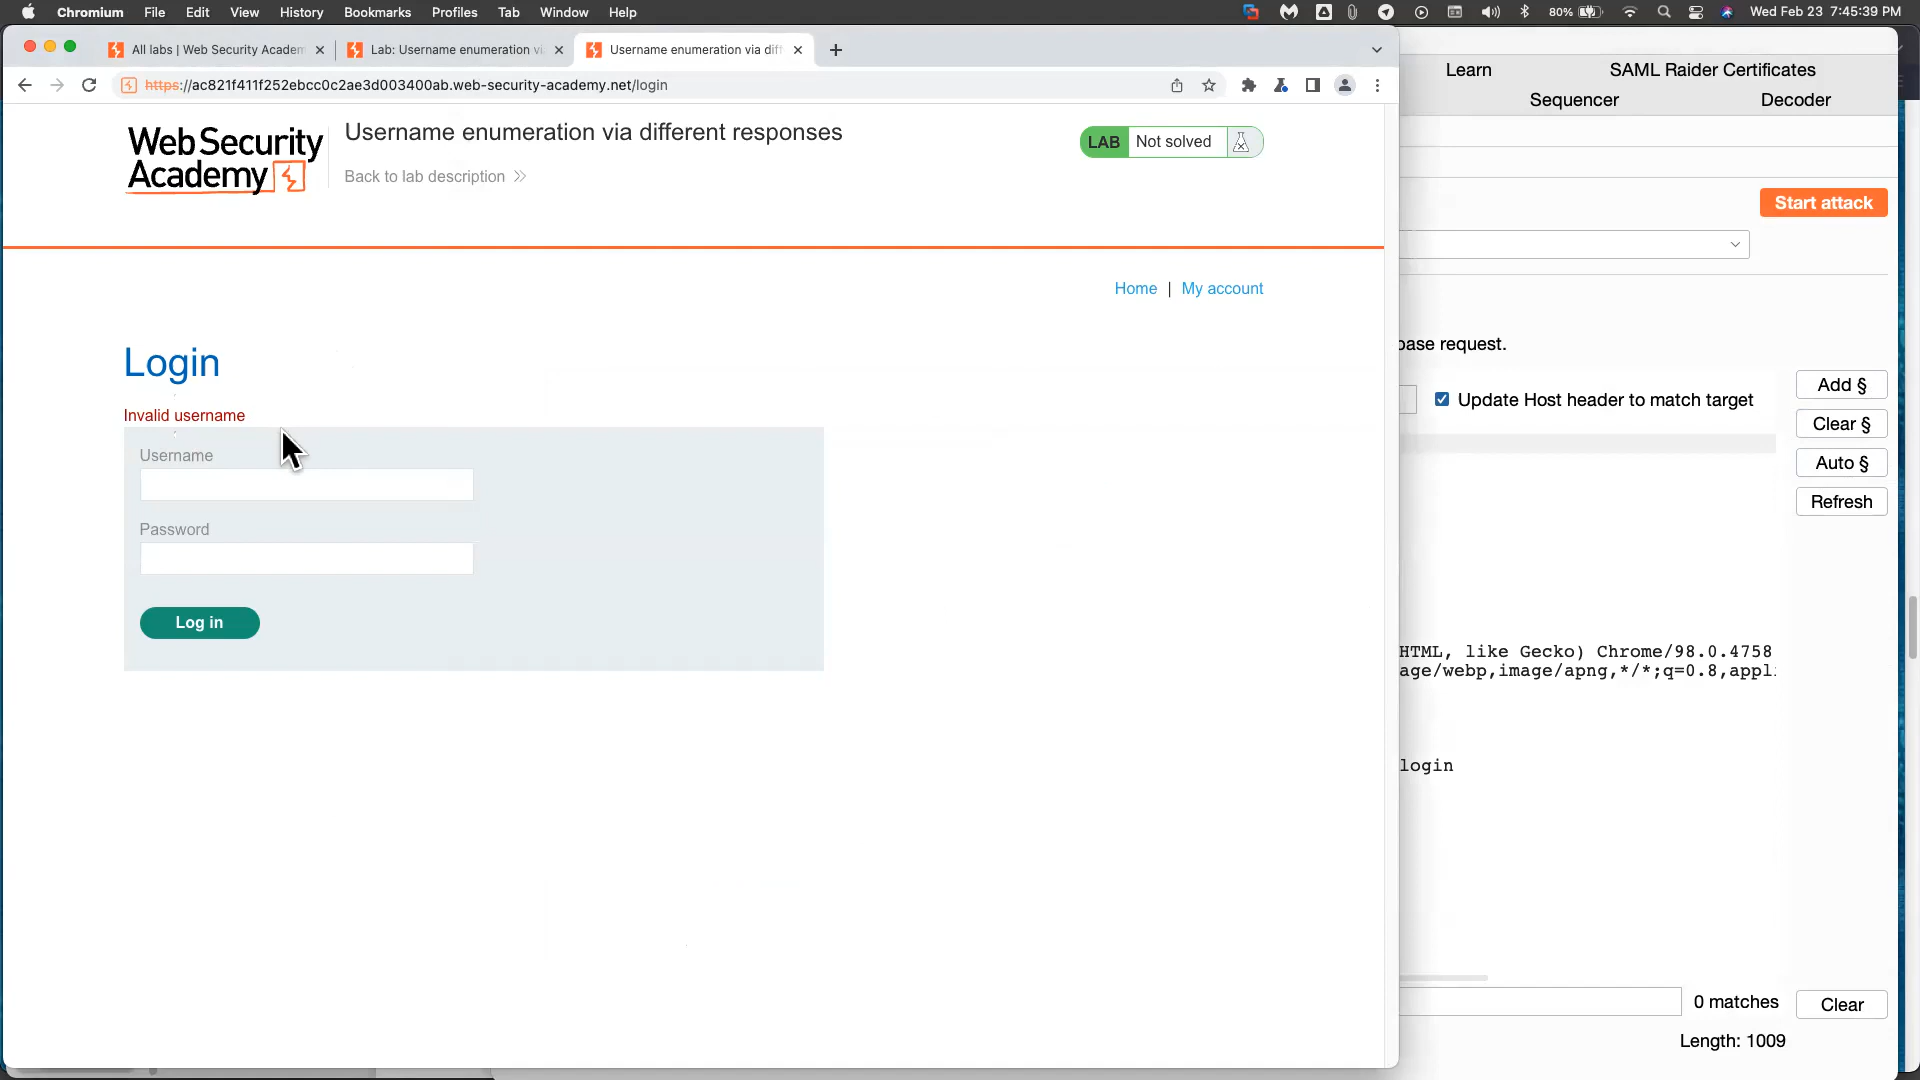 Chromium File Edit View History Bookmarks Profiles Tab Window Help 80% Wed Feb 23 7:45:39 PM
All labs | Web Security Academ
Lab: Username enumeration vi
Username enumeration via diff
https://ac821f411f252ebcc0c2ae3d003400ab.web-security-academy.net/login
Web Security
Academy
Username enumeration via different responses
Back to lab description
LAB Not solved
Home | My account
Login
Invalid username
Username
Password
Log in
Learn SAML Raider Certificates
Sequencer Decoder
Start attack
base request.
Update Host header to match target
Add §
Clear §
Auto §
Refresh
HTML, like Gecko) Chrome/98.0.4758
age/webp,image/apng,*/*;q=0.8,appli
login
0 matches
Clear
Length: 1009